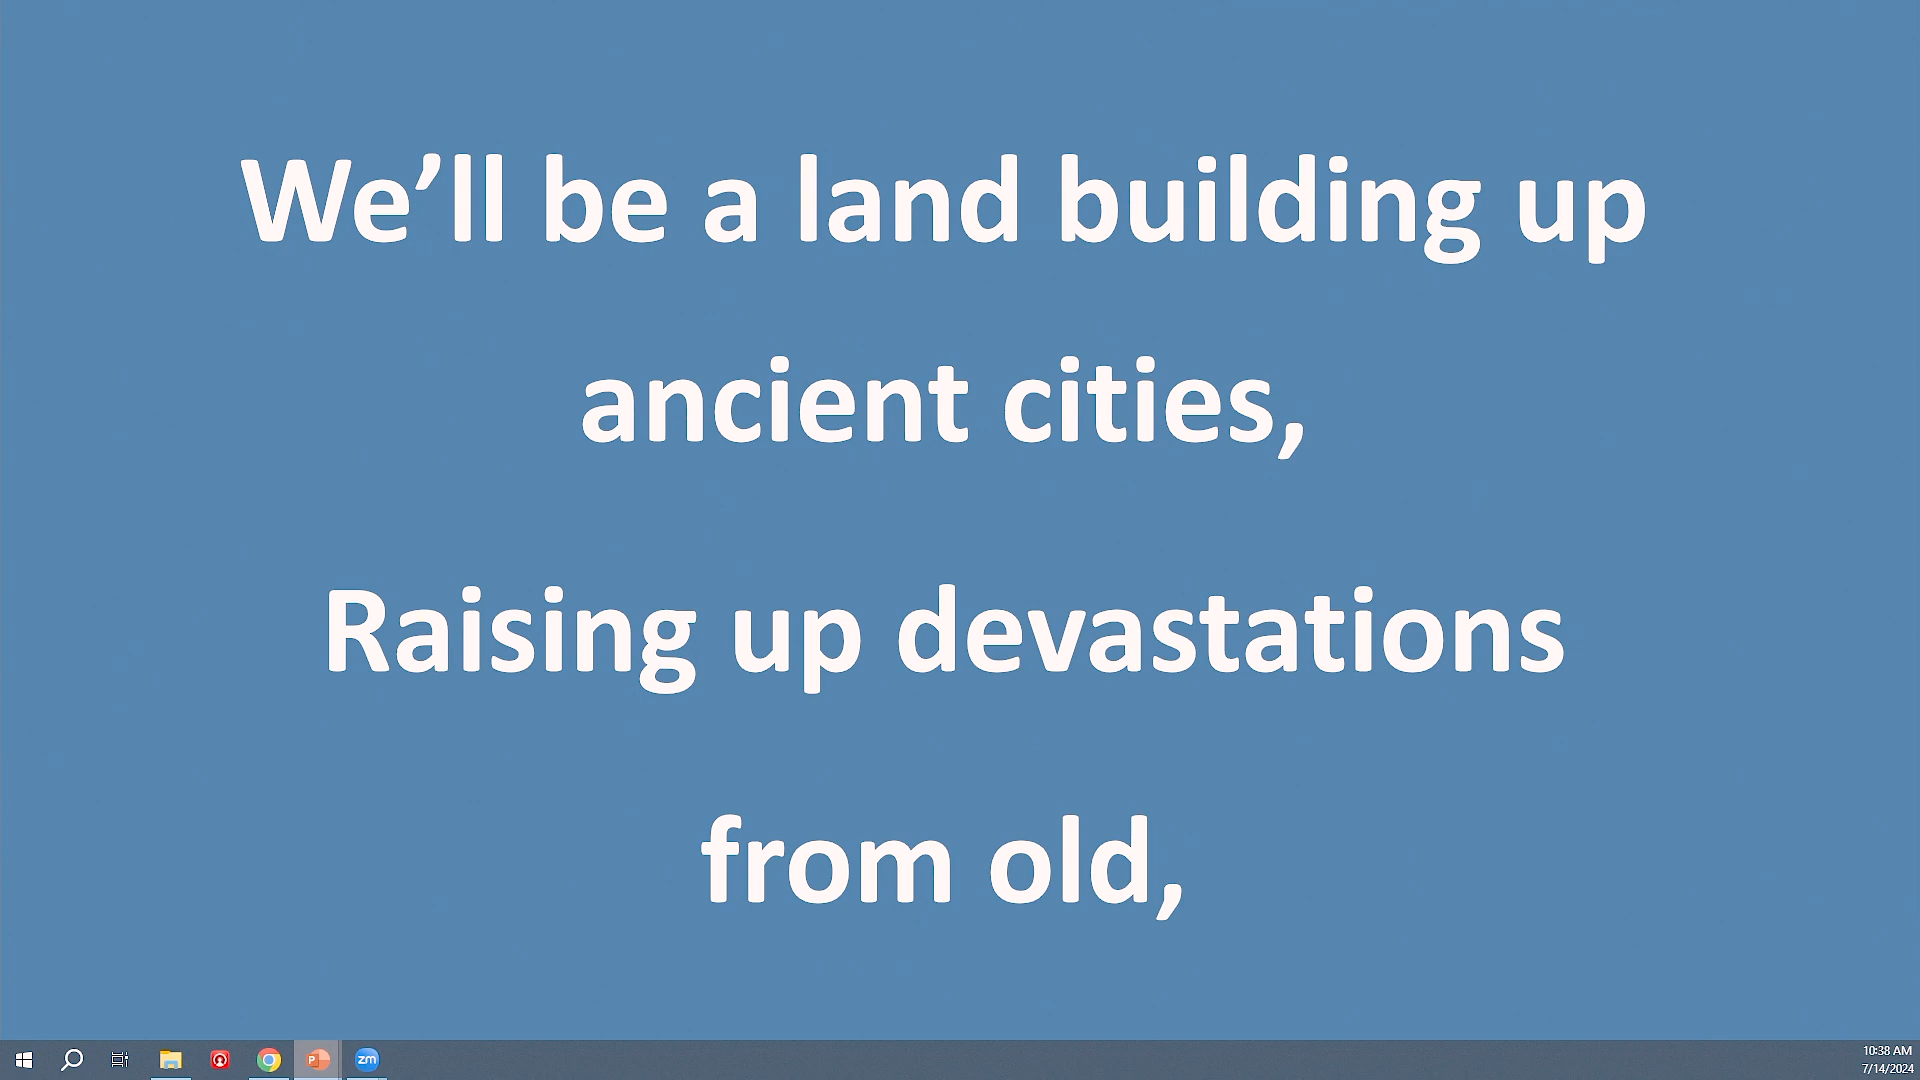 We’ll be a land building up
ancient cities,
Raising up devastations
from old,
P
zm
10:38 AM
7/14/2024